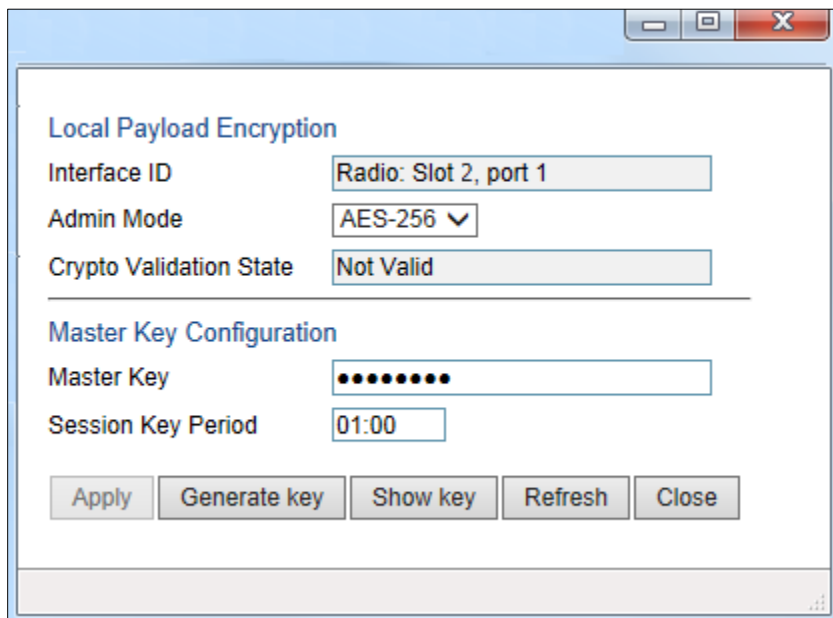 Local Payload Encryption
Interface ID Radio: Slot 2, port 1
Admin Mode AES-256
Crypto Validation State Not Valid
Master Key Configuration
Master Key ●●●●●●●●
Session Key Period 01:00
Apply Generate key Show key Refresh Close